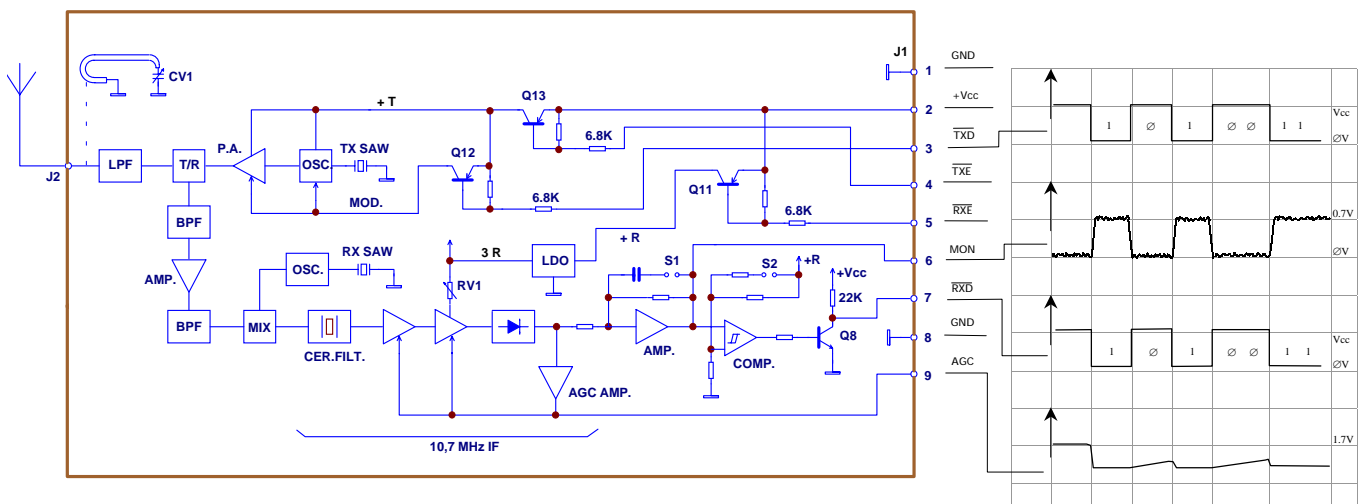 J1
1 GND
CV1
Q13
2 +Vcc
+ T
Vcc
1 Ø 1 Ø Ø 1 1
ØV
6.8K
3 TXD
P.A.
TX SAW
Q12
LPF
T/R
OSC.
4 TXE
J2
MOD.
Q11
6.8K
6.8K
5 RXE
0.7V
BPF
+ R
6 MON
ØV
RX SAW
3 R
LDO
S1
S2
+R
+Vcc
AMP.
OSC.
RV1
22K
7 RXD
Vcc
1 Ø 1 Ø Ø 1 1
ØV
BPF
MIX
Q8
8 GND
CER.FILT.
AMP.
COMP.
9 AGC
AGC AMP.
1.7V
10,7 MHz IF